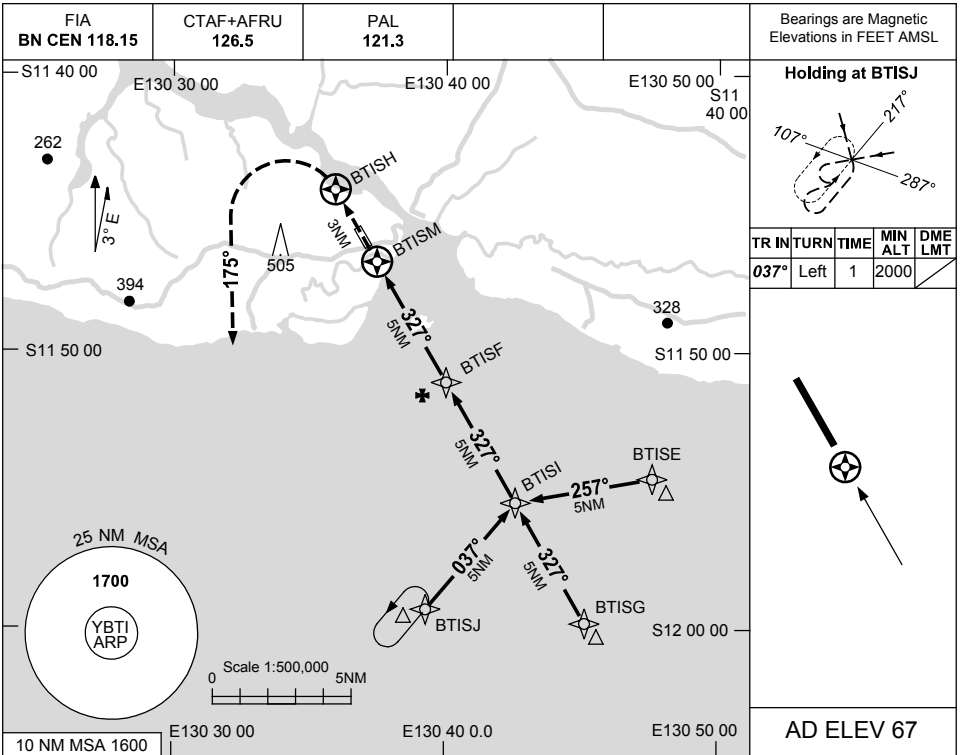 FIA
BN CEN 118.15
CTAF+AFRU
126.5
PAL
121.3
Bearings are Magnetic
Elevations in FEET AMSL
S11 40 00
E130 30 00
E130 40 00
E130 50 00
S11
40 00
262
3° E
BTISH
3NM
BTISM
505
175°
394
328
327°
5NM
S11 50 00
S11 50 00
BTISF
327°
5NM
BTISE
BTISI
257°
5NM
037°
5NM
327°
5NM
BTISJ
BTISG
S12 00 00
25 NM MSA
1700
YBTI
ARP
Scale 1:500,000
0
5NM
10 NM MSA 1600
E130 30 00
E130 40 0.0
E130 50 00
Holding at BTISJ
217°
107°
287°
TR IN TURN TIME MIN ALT DME LMT
037° Left 1 2000
AD ELEV 67